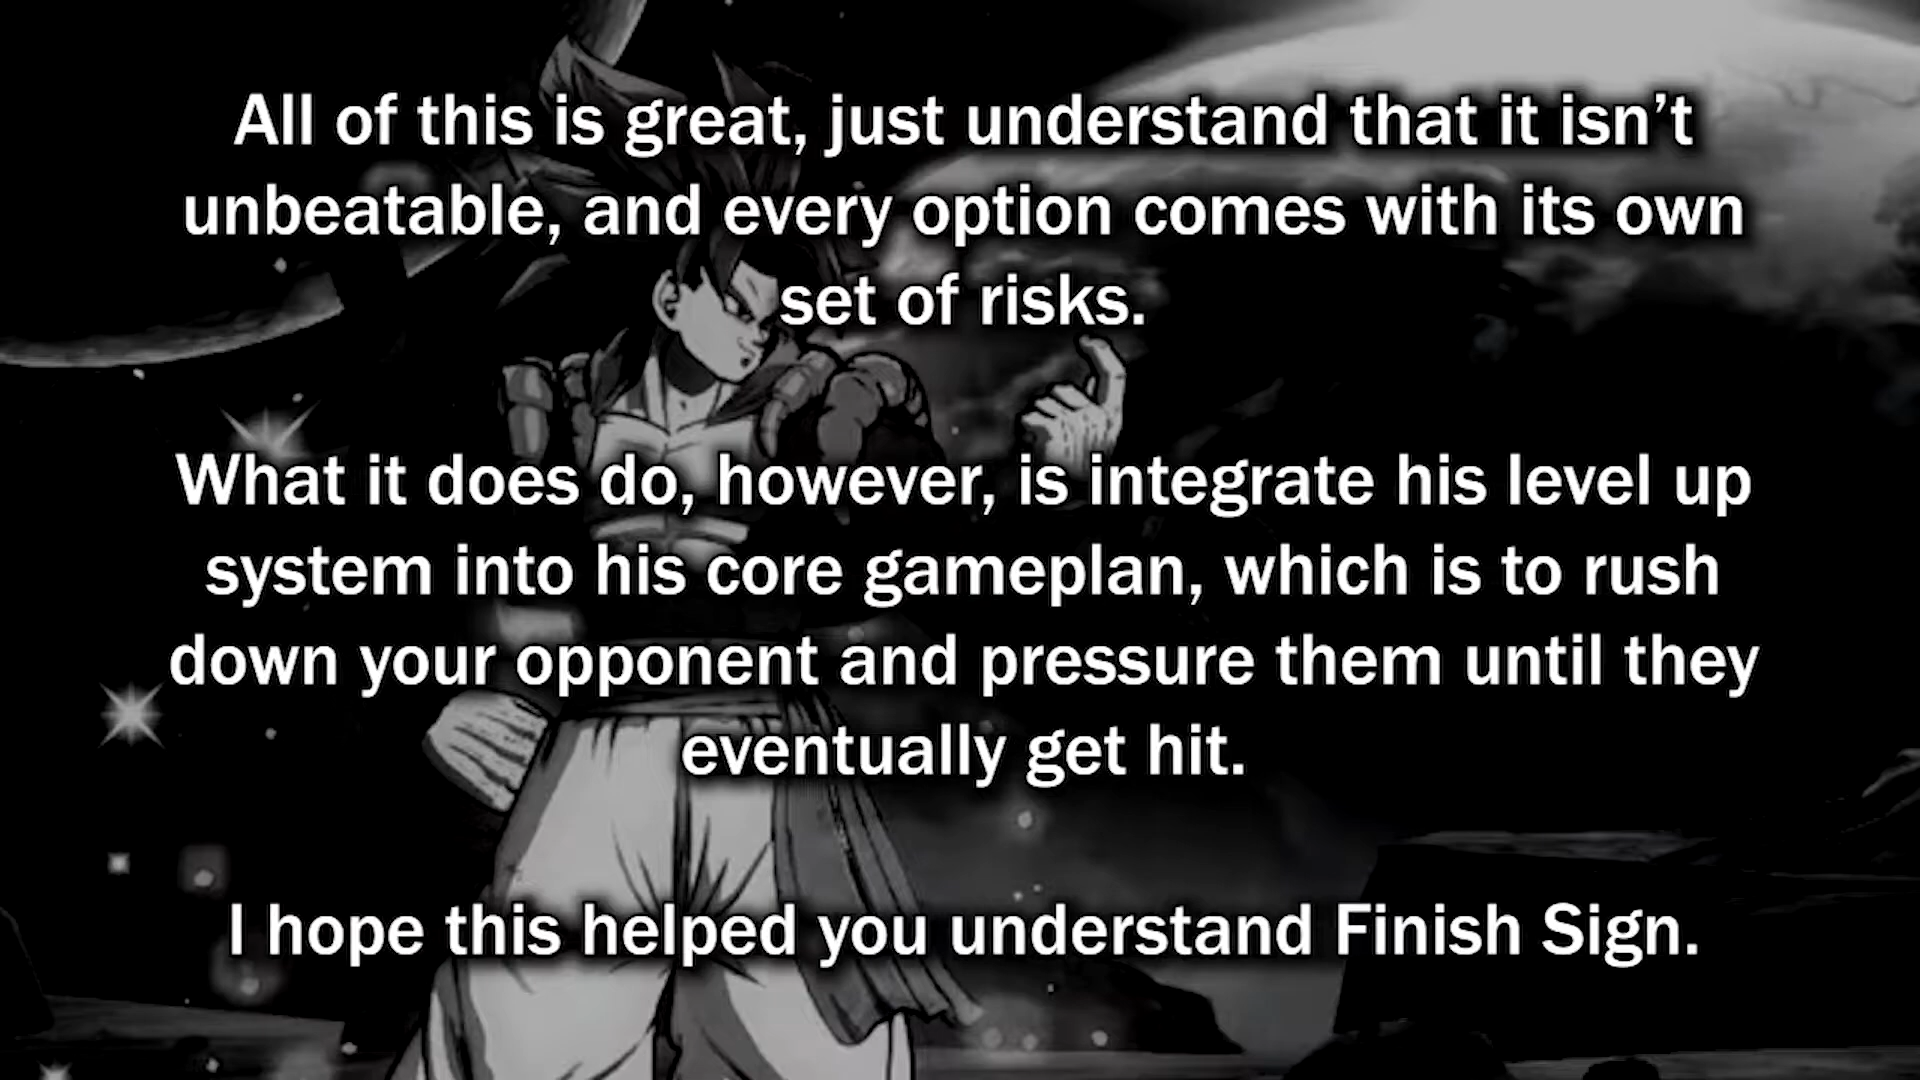 All of this is great, just understand that it isn’t
unbeatable, and every option comes with its own
set of risks.
What it does do, however, is integrate his level up
system into his core gameplan, which is to rush
down your opponent and pressure them until they
eventually get hit.
I hope this helped you understand Finish Sign.